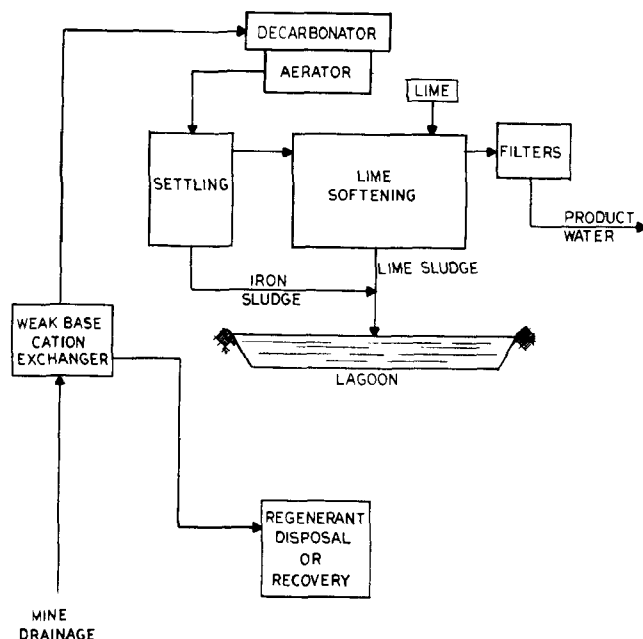 DECARBONATOR
AERATOR
LIME
SETTLING
LIME
SOFTENING
FILTERS
PRODUCT
WATER
IRON
SLUDGE
LIME SLUDGE
WEAK BASE
CATION
EXCHANGER
LAGOON
REGENERANT
DISPOSAL
OR
RECOVERY
MINE
DRAINAGE